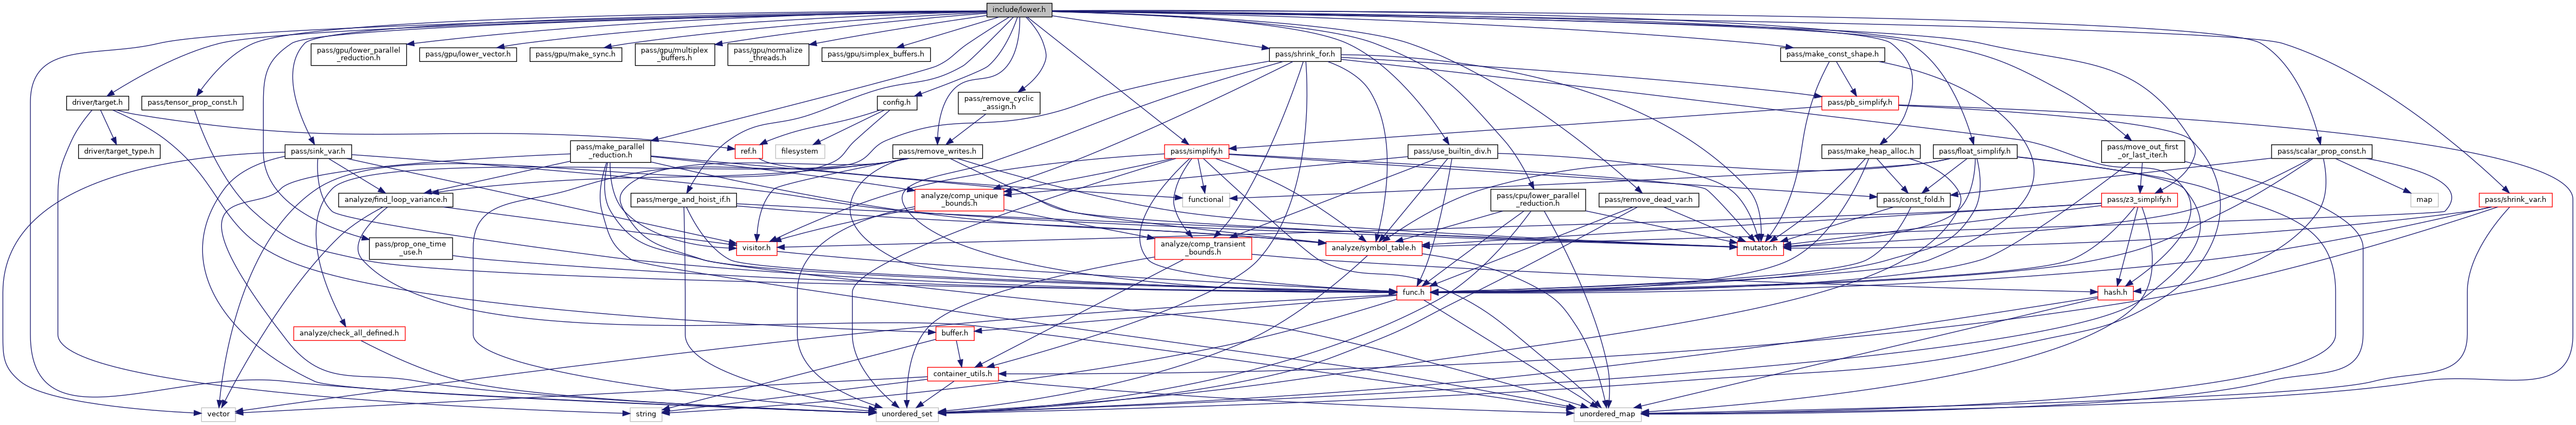 include/lower.h
pass/gpu/lower_parallel
_reduction.h
pass/gpu/lower_vector.h
pass/gpu/make_sync.h
pass/gpu/multiplex
_buffers.h
pass/gpu/normalize
_threads.h
pass/gpu/simplex_buffers.h
pass/shrink_for.h
pass/make_const_shape.h
driver/target.h
pass/tensor_prop_const.h
config.h
pass/remove_cyclic
_assign.h
pass/pb_simplify.h
driver/target_type.h
pass/sink_var.h
pass/make_parallel
_reduction.h
ref.h
filesystem
pass/remove_writes.h
pass/simplify.h
pass/use_builtin_div.h
pass/make_heap_alloc.h
pass/float_simplify.h
pass/move_out_first
_or_last_iter.h
pass/scalar_prop_const.h
analyze/find_loop_variance.h
pass/merge_and_hoist_if.h
analyze/comp_unique
_bounds.h
functional
pass/cpu/lower_parallel
_reduction.h
pass/remove_dead_var.h
pass/const_fold.h
pass/z3_simplify.h
map
pass/shrink_var.h
pass/prop_one_time
_use.h
visitor.h
analyze/comp_transient
_bounds.h
analyze/symbol_table.h
mutator.h
func.h
hash.h
analyze/check_all_defined.h
buffer.h
container_utils.h
vector
string
unordered_set
unordered_map